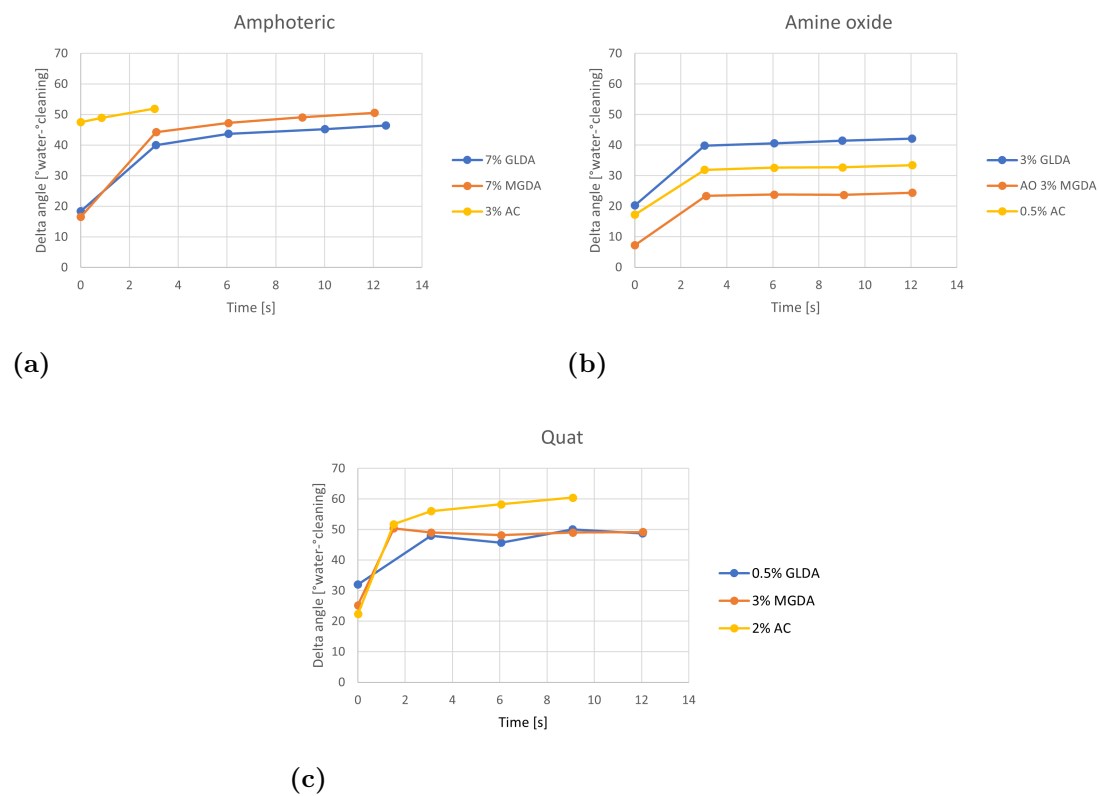 Amphoteric
Delta angle [°water-°cleaning]
70
60
50
40
30
20
10
0
0 2 4 6 8 10 12 14
Time [s]
7% GLDA
7% MGDA
3% AC
(a)
Amine oxide
Delta angle [°water-°cleaning]
70
60
50
40
30
20
10
0
0 2 4 6 8 10 12 14
Time [s]
3% GLDA
AO 3% MGDA
0.5% AC
(b)
Quat
Delta angle [°water-°cleaning]
70
60
50
40
30
20
10
0
0 2 4 6 8 10 12 14
Time [s]
0.5% GLDA
3% MGDA
2% AC
(c)